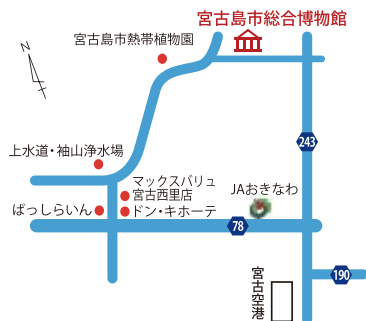 宮古島市総合博物館
宮古島市熱帯植物園
N
243
上水道・袖山浄水場
マックスバリュ
宮古西里店
JAおきなわ
ばっしらいん
ドン・キホーテ
78
宮古空港
190